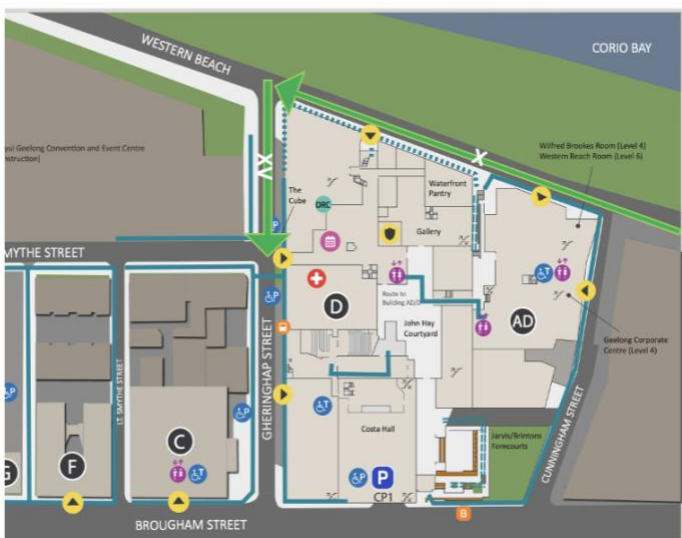 WESTERN BEACH
CORIO BAY
Geelong Convention and Event Centre
X
Wilfred Brookes Room (Level 4)
Western Beach Room (Level 6)
XV
The
Cube
Waterfront
Pantry
DRC
Gallery
SMYTHE STREET
P
D
Route to
Building AD/D
AD
T
John Hay
Courtyard
Geelong Corporate
Centre (Level 4)
LT. SMYTHE STREET
GHERINGHAP STREET
CUNNINGHAM STREET
P
P
P
T
Costa Hall
Jarvis/Brintons
Forecourts
G
F
C
T
P
P
CP1
B
BROUGHAM STREET